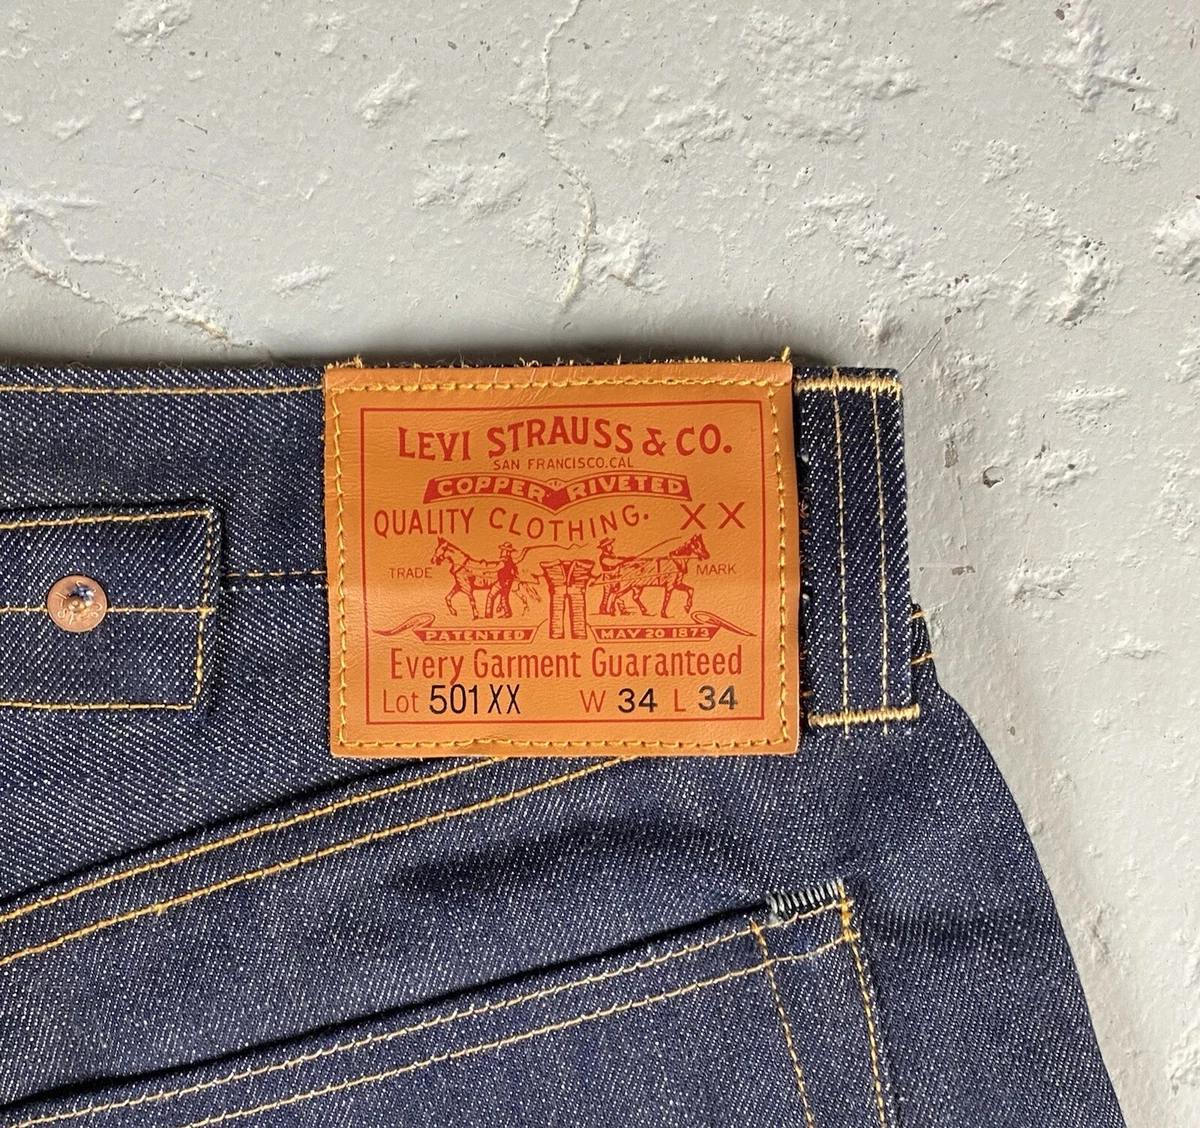 LEVI STRAUSS & CO.
SAN FRANCISCO.CAL
COPPER RIVETED
QUALITY CLOTHING. XX
TRADE MARK
PATENTED MAY 20 1873
Every Garment Guaranteed
Lot 501XX W 34 L 34